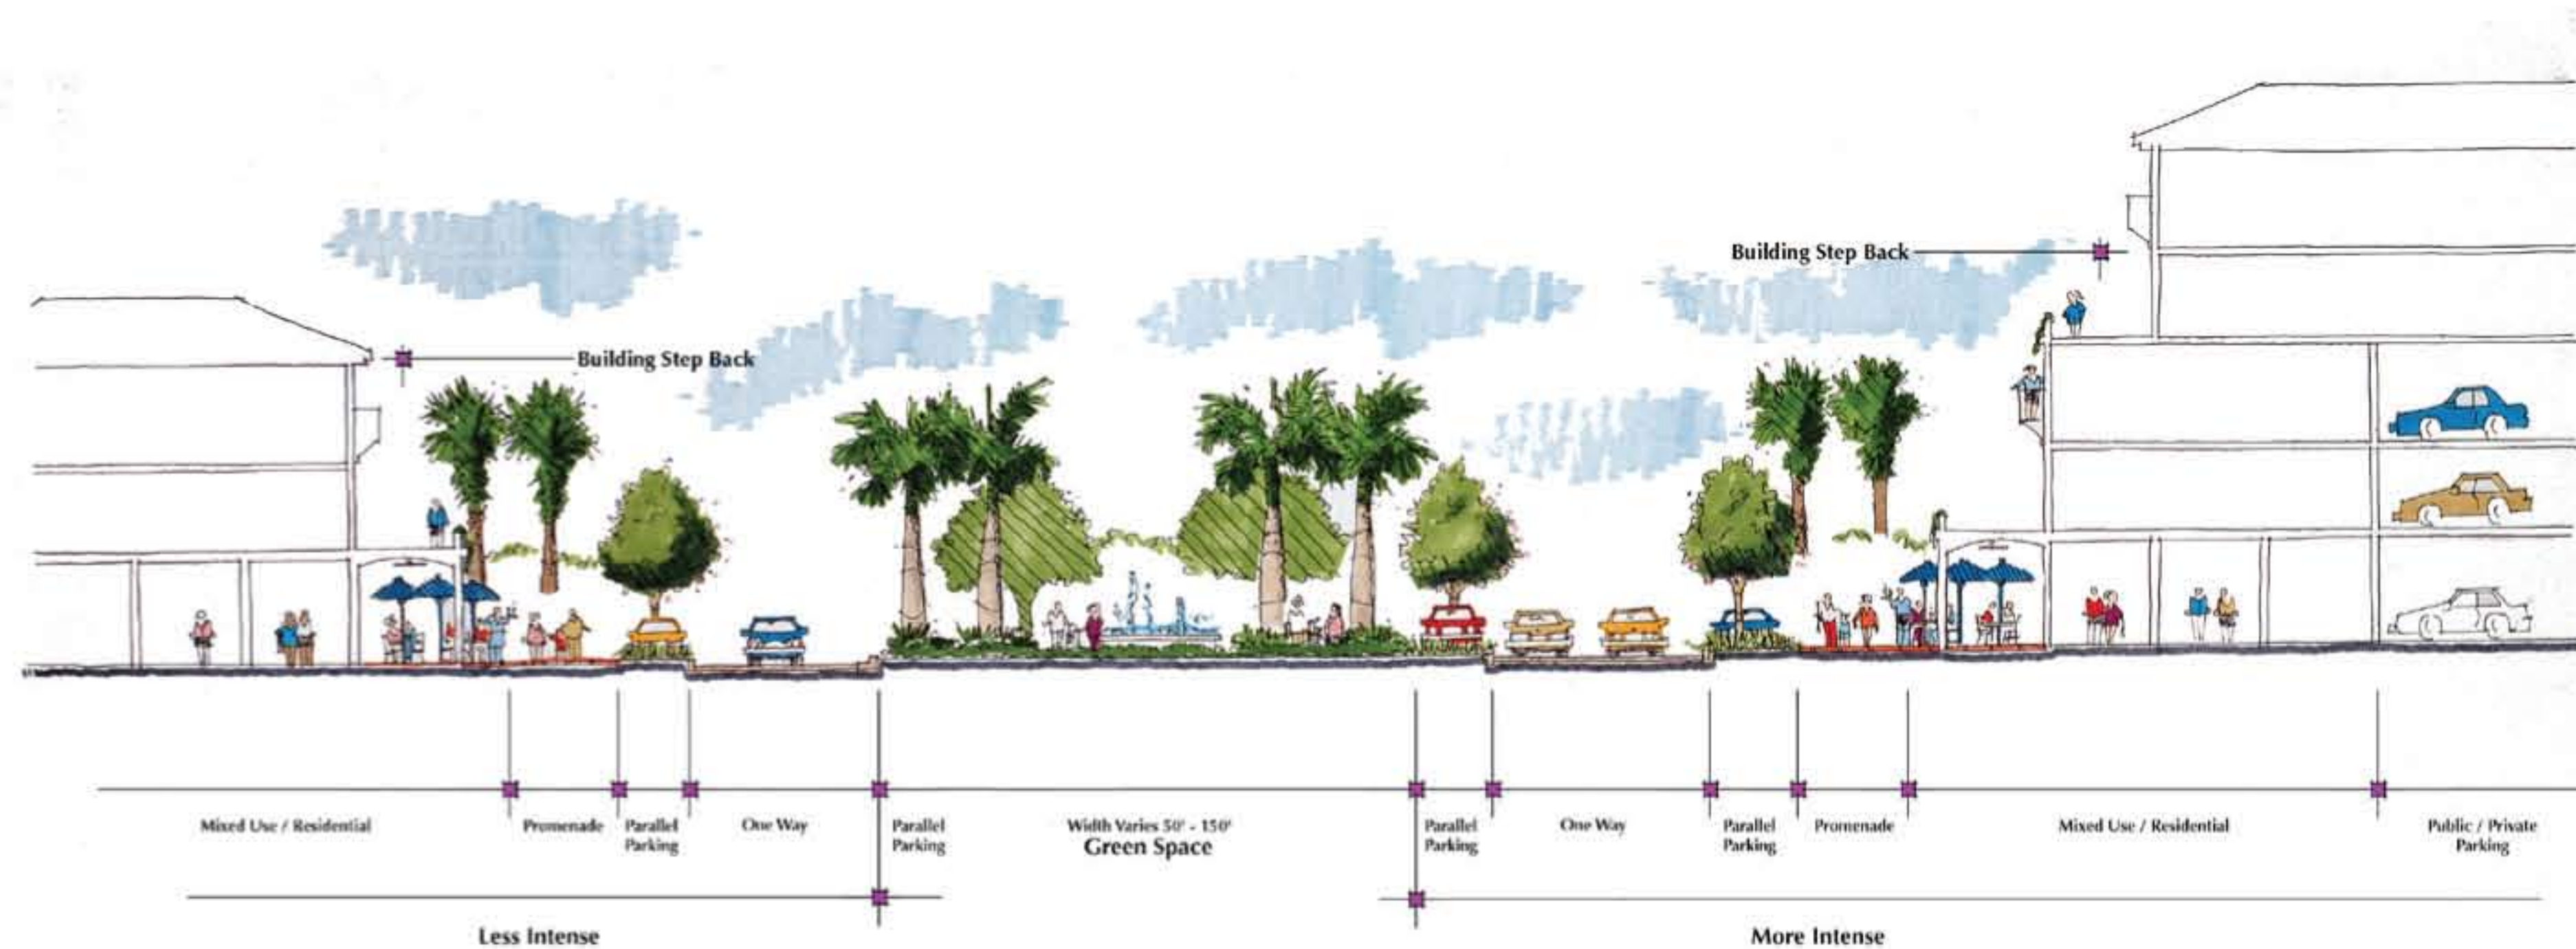 Building Step Back
Building Step Back
Mixed Use / Residential
Promenade
Parallel
Parking
One Way
Parallel
Parking
Width Varies 50' - 150'
Green Space
Parallel
Parking
One Way
Parallel
Parking
Promenade
Mixed Use / Residential
Public / Private
Parking
Less Intense
More Intense